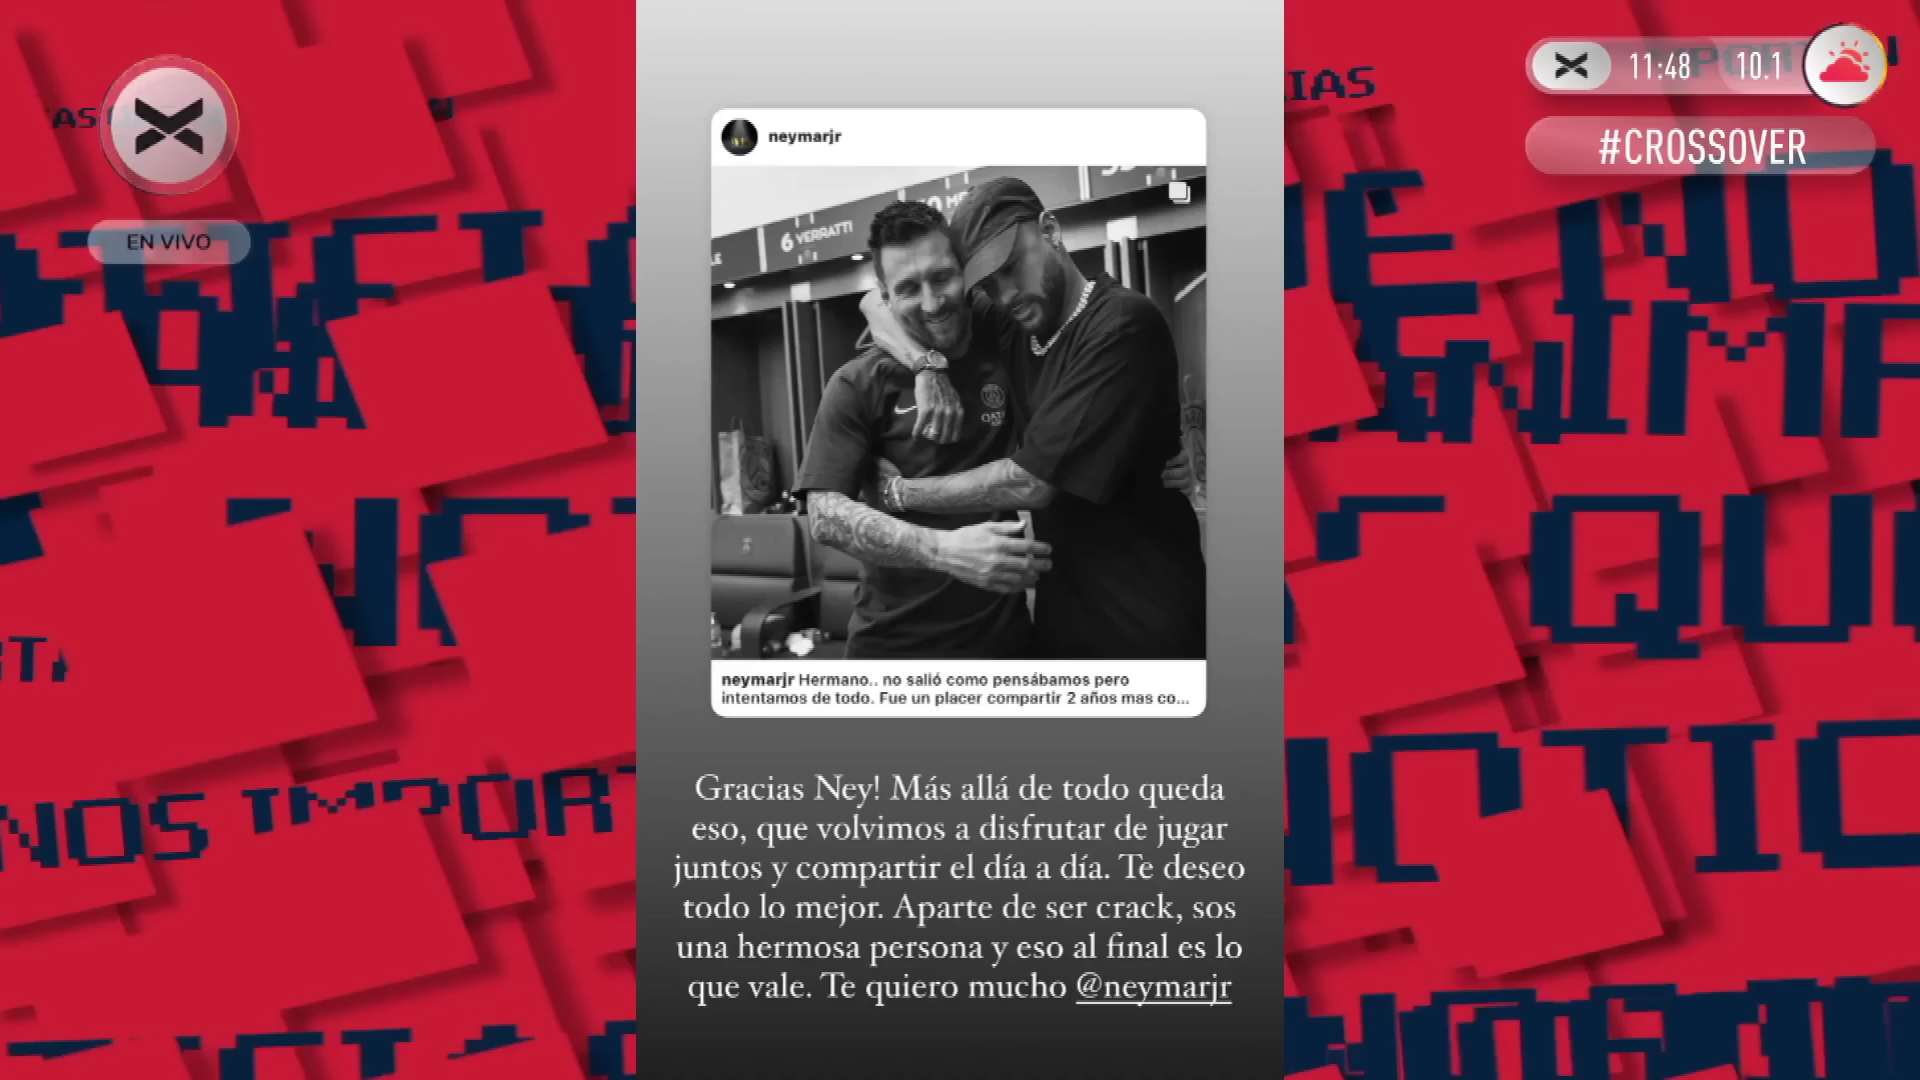 EN VIVO
11:48 10.1
#CROSSOVER
neymarjr
6 VERRATTI
neymarjr Hermano.. no salió como pensábamos pero
intentamos de todo. Fue un placer compartir 2 años mas co...
Gracias Ney! Más allá de todo queda
eso, que volvimos a disfrutar de jugar
juntos y compartir el día a día. Te deseo
todo lo mejor. Aparte de ser crack, sos
una hermosa persona y eso al final es lo
que vale. Te quiero mucho @neymarjr